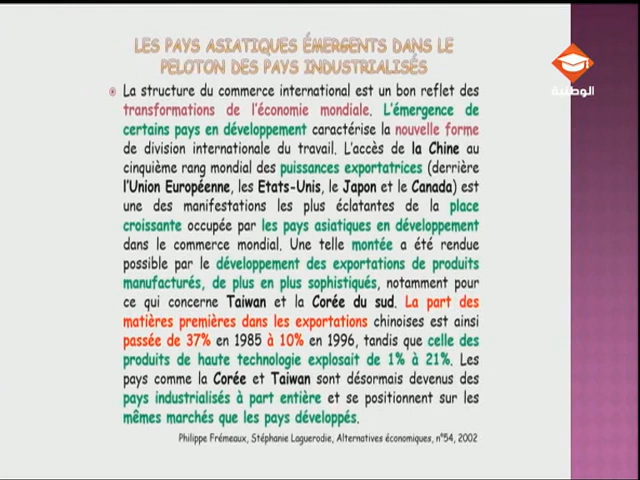 LES PAYS ASIATIQUES ÉMERGENTS DANS LE
PELOTON DES PAYS INDUSTRIALISÉS
La structure du commerce international est un bon reflet des
transformations de l'économie mondiale. L'émergence de
certains pays en développement caractérise la nouvelle forme
de division internationale du travail. L'accès de la Chine au
cinquième rang mondial des puissances exportatrices (derrière
l'Union Européenne, les Etats-Unis, le Japon et le Canada) est
une des manifestations les plus éclatantes de la place
croissante occupée par les pays asiatiques en développement
dans le commerce mondial. Une telle montée a été rendue
possible par le développement des exportations de produits
manufacturés, de plus en plus sophistiqués, notamment pour
ce qui concerne Taiwan et la Corée du sud. La part des
matières premières dans les exportations chinoises est ainsi
passée de 37% en 1985 à 10% en 1996, tandis que celle des
produits de haute technologie explosait de 1% à 21%. Les
pays comme la Corée et Taiwan sont désormais devenus des
pays industrialisés à part entière et se positionnent sur les
mêmes marchés que les pays développés.
Philippe Frémeaux, Stéphanie Laguerodie, Alternatives économiques, n°54, 2002
الوطنية